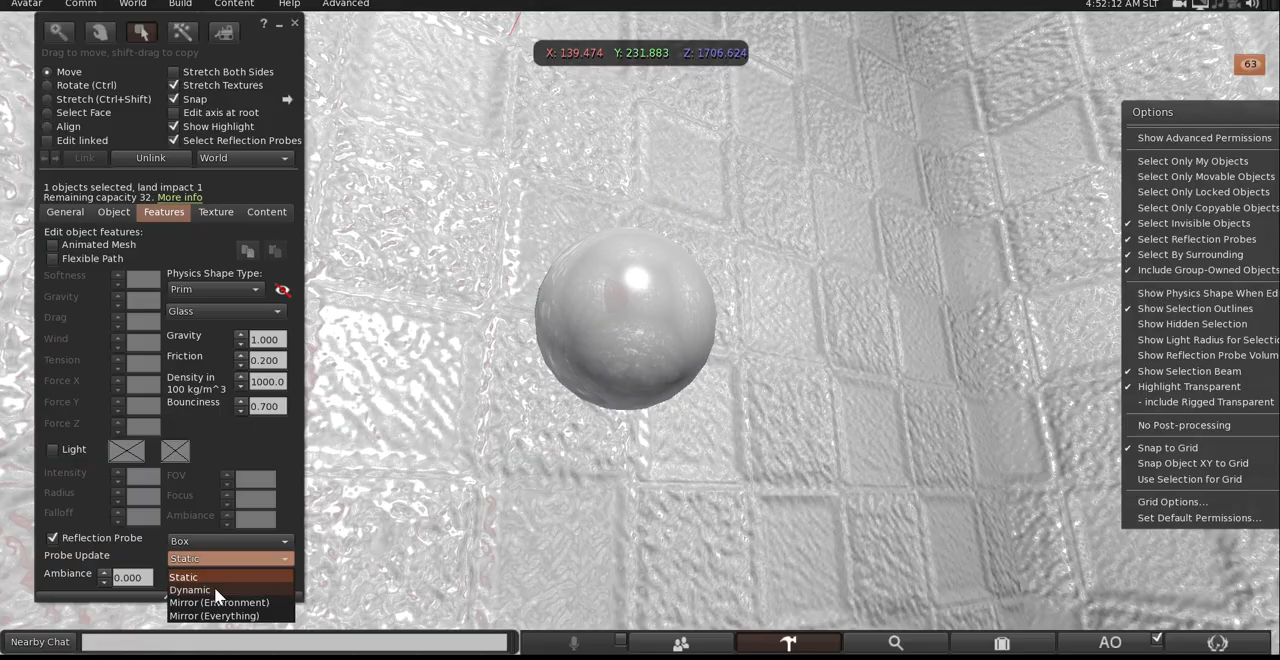 Avatar Comm World Build Content Help Advanced
4:52:12 AM SLT
? _ ×
Drag to move, shift-drag to copy
Move
Stretch Both Sides
Rotate (Ctrl)
Stretch Textures
Stretch (Ctrl+Shift)
Snap
Select Face
Edit axis at root
Align
Show Highlight
Edit linked
Select Reflection Probes
Link Unlink World
1 objects selected, land impact 1
Remaining capacity 32. More info
General Object Features Texture Content
Edit object features:
Animated Mesh
Flexible Path
Softness
Gravity
Drag
Wind
Tension
Force X
Force Y
Force Z
Physics Shape Type:
Prim
Glass
Gravity 1.000
Friction 0.200
Density in
100 kg/m^3 1000.0
Bounciness 0.700
Light
Intensity
Radius
Falloff
FOV
Focus
Ambiance
Reflection Probe Box
Probe Update Static
Ambiance 0.000
Static
Dynamic
Mirror (Environment)
Mirror (Everything)
X: 139.474 Y: 231.883 Z: 1706.624
63
Options
Show Advanced Permissions
Select Only My Objects
Select Only Movable Objects
Select Only Locked Objects
Select Only Copyable Objects
Select Invisible Objects
Select Reflection Probes
Select By Surrounding
Include Group-Owned Objects
Show Physics Shape When Ed
Show Selection Outlines
Show Hidden Selection
Show Light Radius for Selectio
Show Reflection Probe Volum
Show Selection Beam
Highlight Transparent
- include Rigged Transparent
No Post-processing
Snap to Grid
Snap Object XY to Grid
Use Selection for Grid
Grid Options...
Set Default Permissions...
Nearby Chat
AO